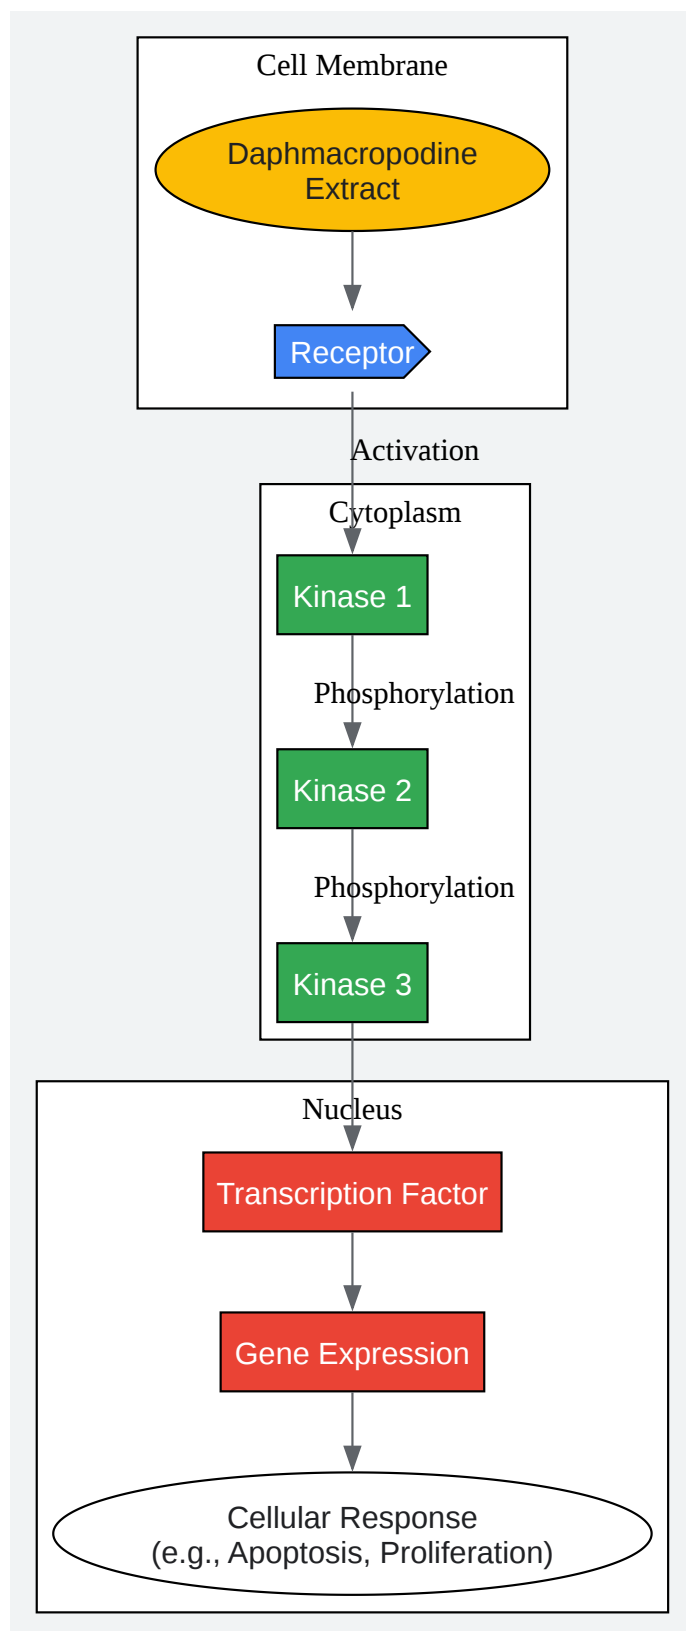 Cell Membrane
Daphmacropodine
Extract
Receptor
Activation
Cytoplasm
Kinase 1
Phosphorylation
Kinase 2
Phosphorylation
Kinase 3
Nucleus
Transcription Factor
Gene Expression
Cellular Response
(e.g., Apoptosis, Proliferation)